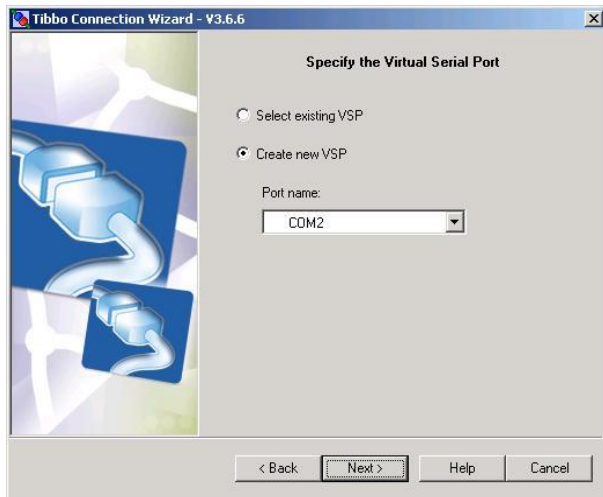 Tibbo Connection Wizard - V3.6.6
Specify the Virtual Serial Port
Select existing VSP
Create new VSP
Port name:
COM2
< Back Next > Help Cancel